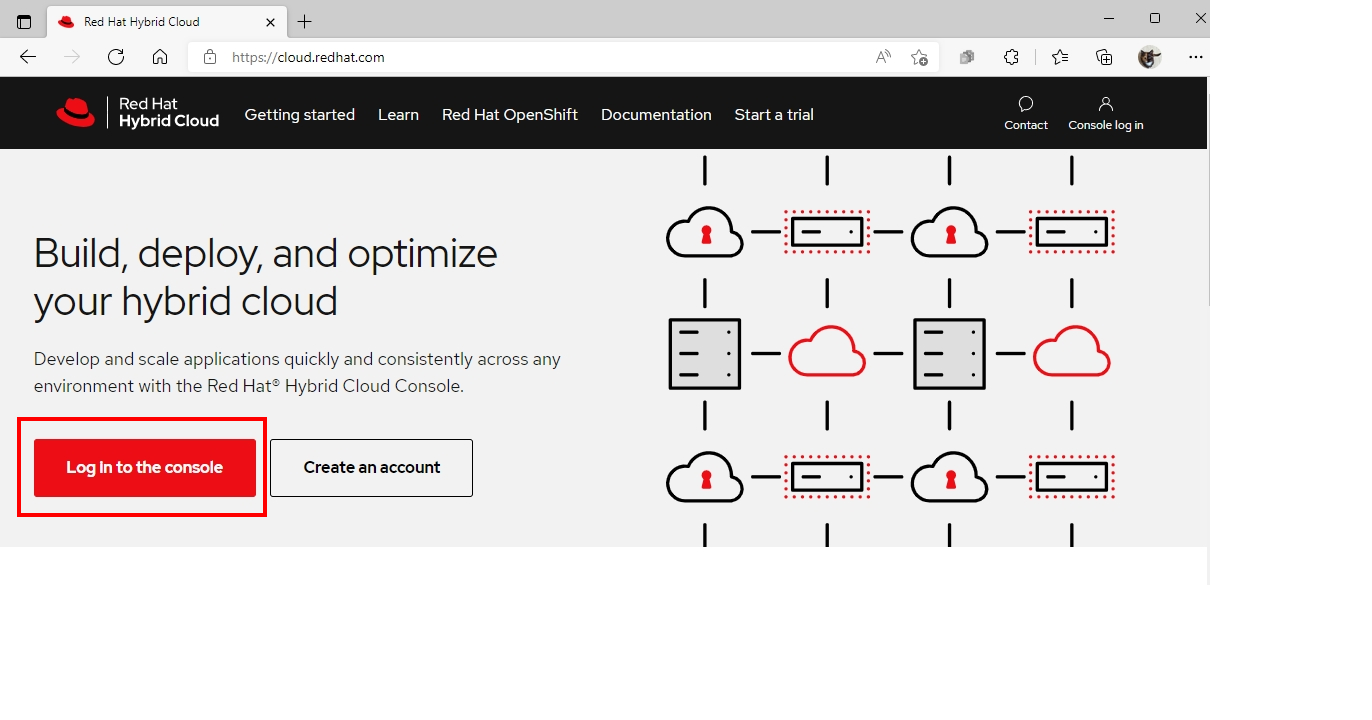 Red Hat Hybrid Cloud
https://cloud.redhat.com
Red Hat
Hybrid Cloud
Getting started
Learn
Red Hat OpenShift
Documentation
Start a trial
Contact
Console log in
Build, deploy, and optimize
your hybrid cloud
Develop and scale applications quickly and consistently across any
environment with the Red Hat® Hybrid Cloud Console.
Log in to the console
Create an account